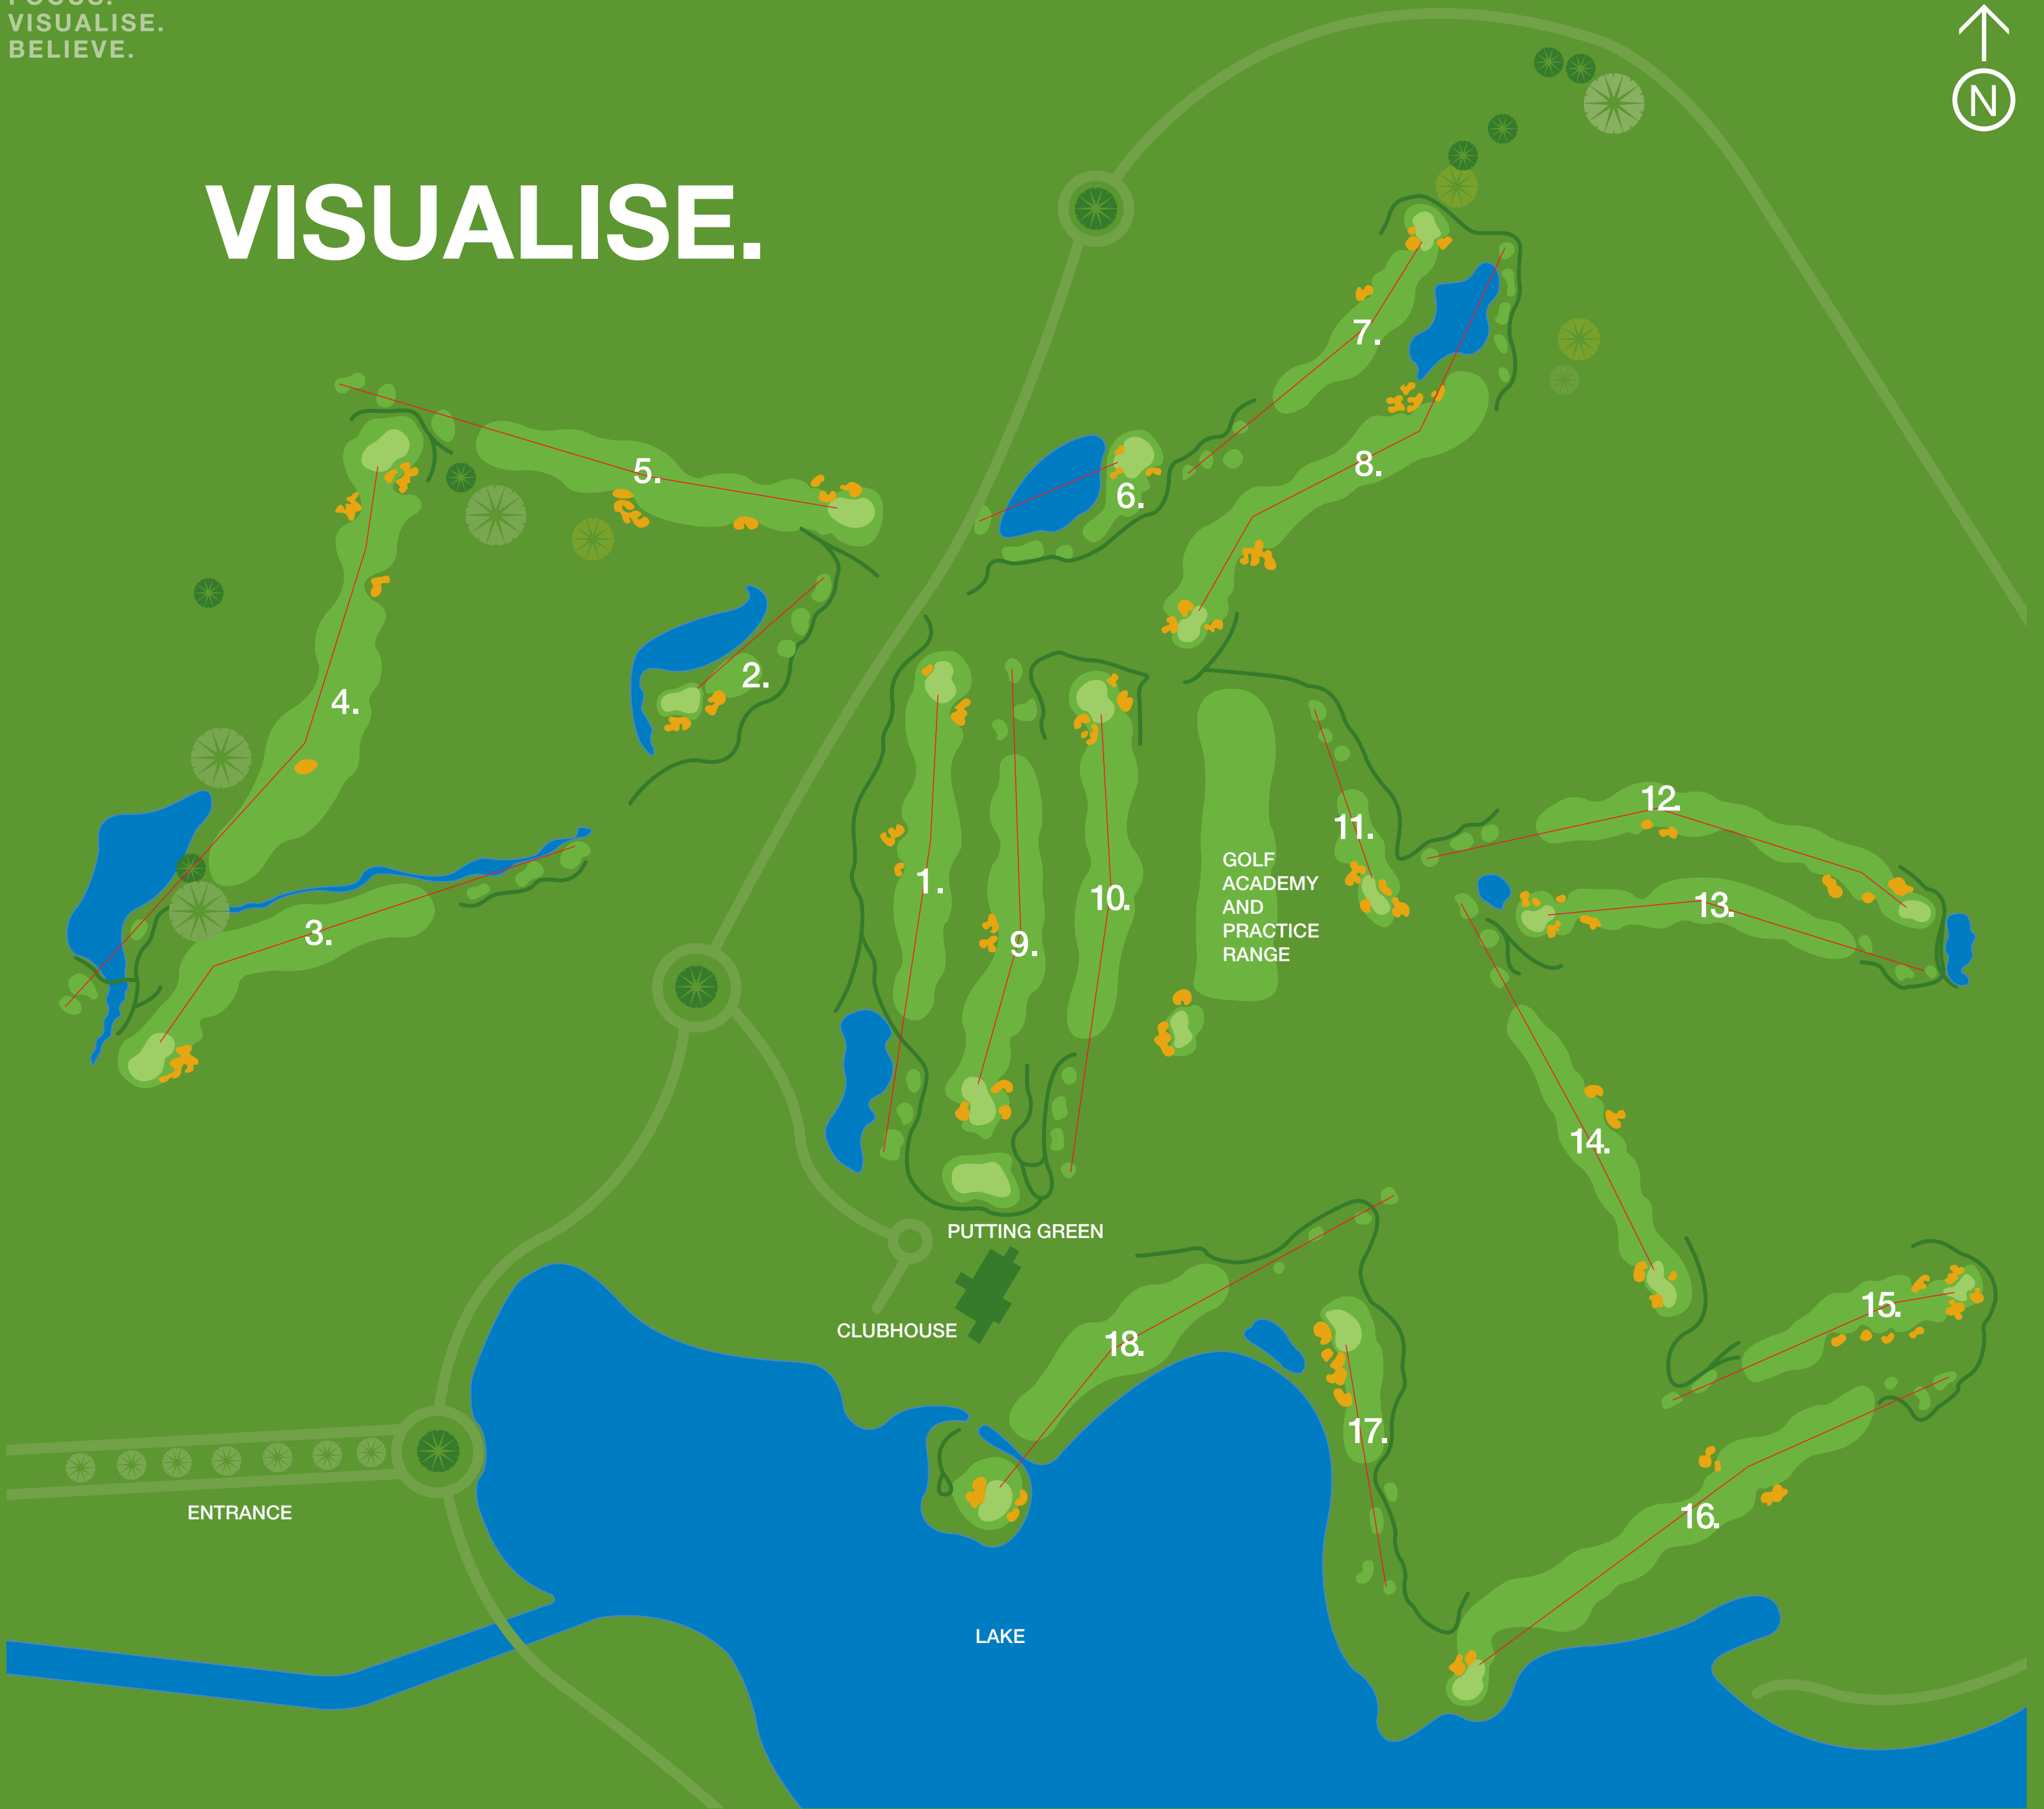 FOCUS.
VISUALISE.
BELIEVE.
N
VISUALISE.
7.
5.
8.
6.
2.
4.
12.
11.
GOLF
ACADEMY
AND
PRACTICE
RANGE
1.
10.
13.
3.
9.
14.
PUTTING GREEN
15.
CLUBHOUSE
18.
17.
ENTRANCE
16.
LAKE